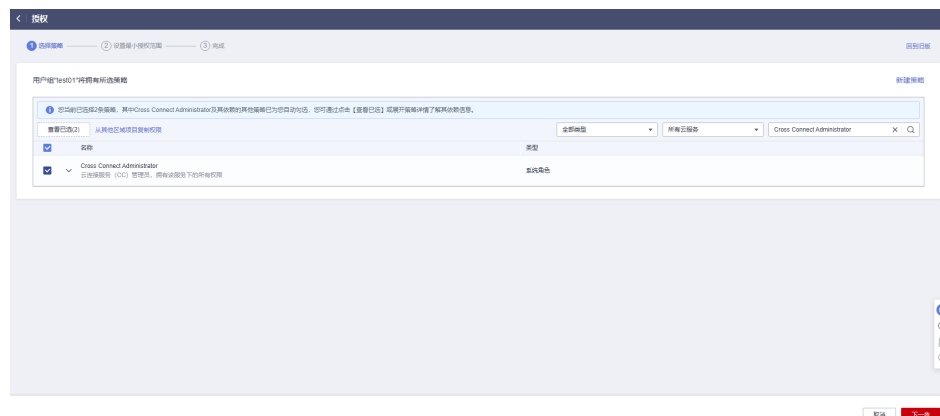 授权
1 选择策略 2 设置最小授权范围 3 完成 回到旧版
用户组"test01"将拥有所选策略 新建策略
您当前已选择2条策略，其中Cross Connect Administrator及其依赖的其他策略已为您自动勾选，您可通过点击【查看已选】或展开策略详情了解其依赖信息。
查看已选(2) 从其他区域项目复制权限 全部类型 所有云服务 Cross Connect Administrator
名称 类型
Cross Connect Administrator 系统角色
云连接服务（CC）管理员，拥有该服务下的所有权限
取消 下一步